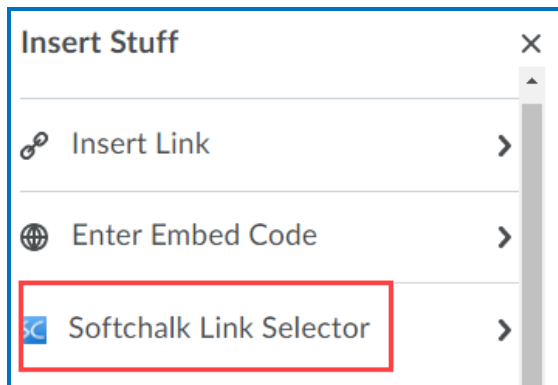 Insert Stuff
Insert Link
Enter Embed Code
SC Softchalk Link Selector